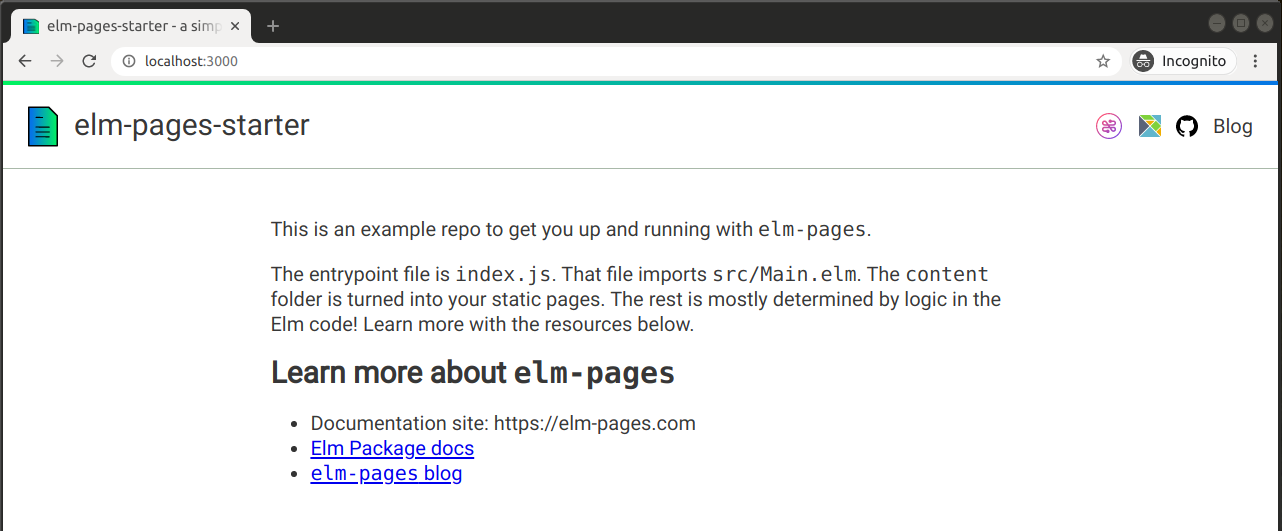 elm-pages-starter - a simp
localhost:3000
Incognito
elm-pages-starter
Blog
This is an example repo to get you up and running with elm-pages.
The entrypoint file is index.js. That file imports src/Main.elm. The content
folder is turned into your static pages. The rest is mostly determined by logic in the
Elm code! Learn more with the resources below.
Learn more about elm-pages
• Documentation site: https://elm-pages.com
• Elm Package docs
• elm-pages blog